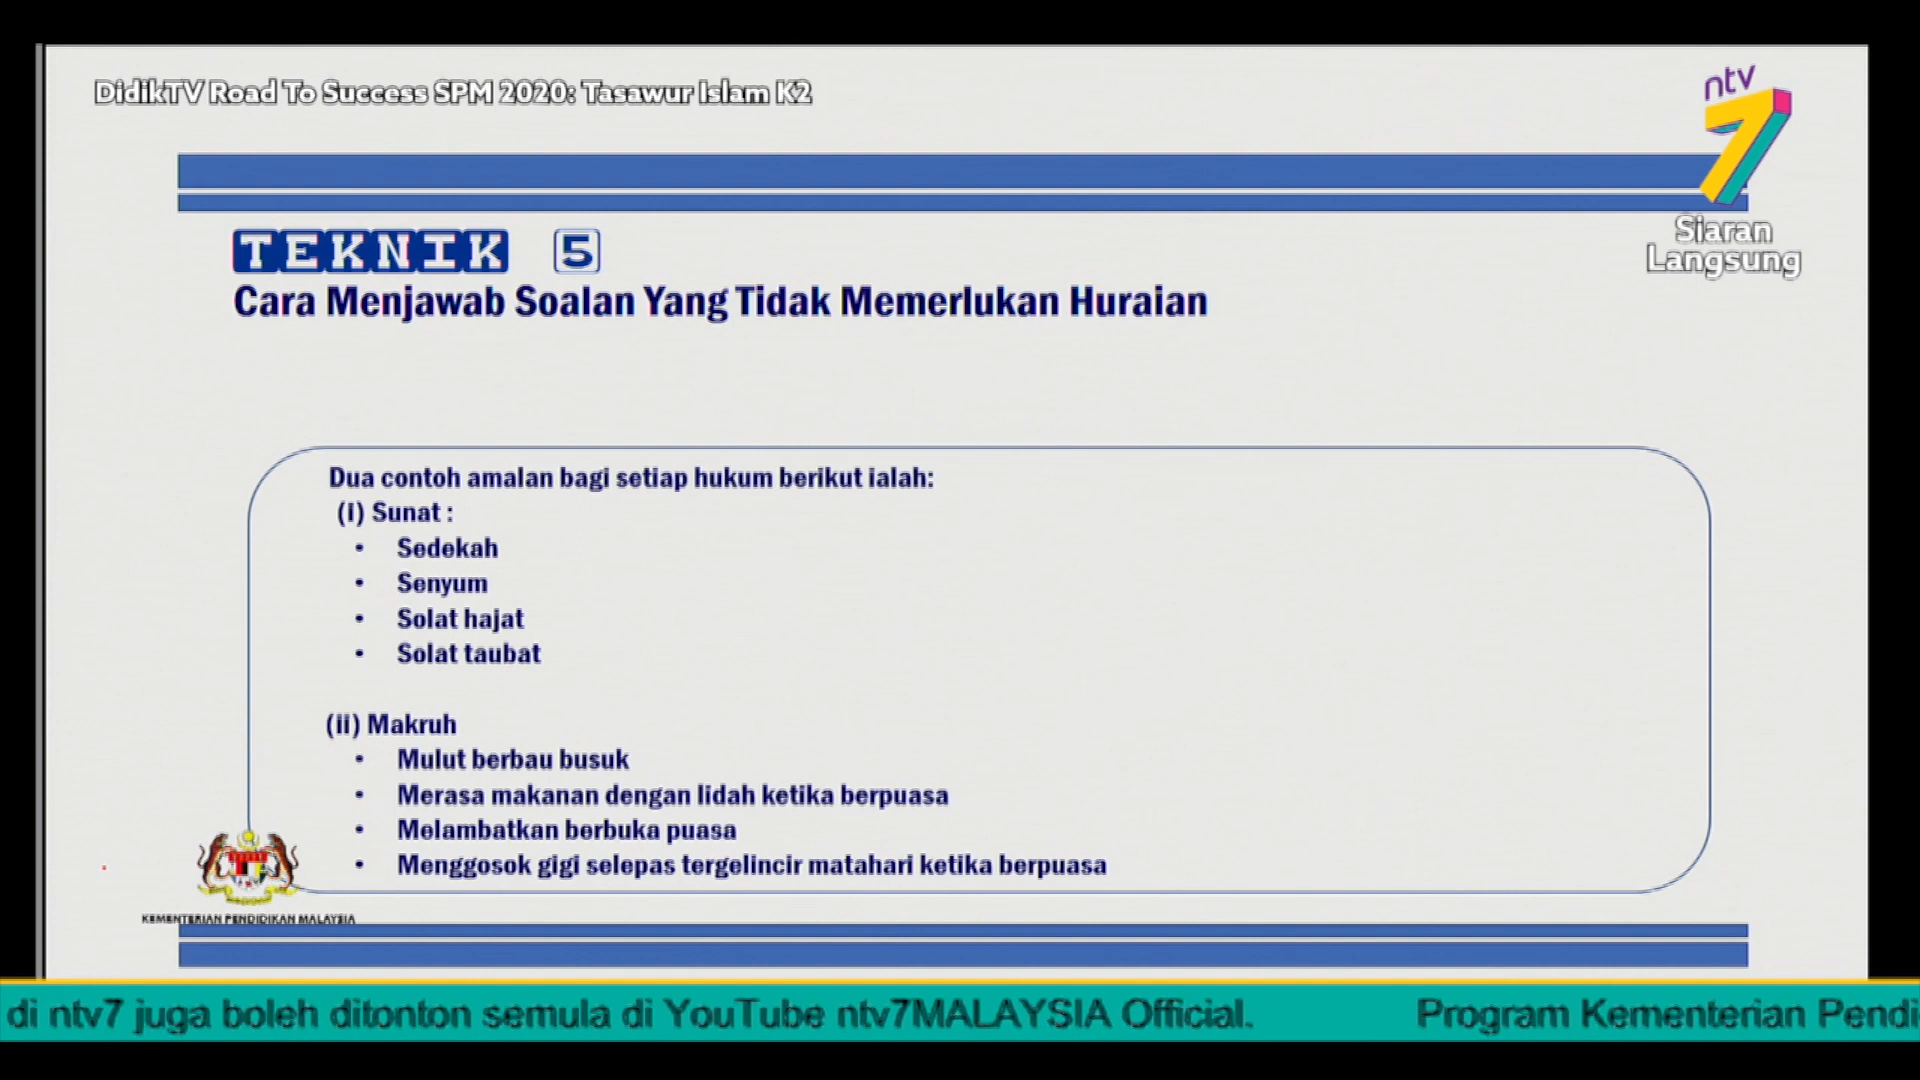 DidikTV Road To Success SPM 2020: Tasawur Islam K2
ntv
7
Siaran
Langsung
TEKNIK 5
Cara Menjawab Soalan Yang Tidak Memerlukan Huraian
Dua contoh amalan bagi setiap hukum berikut ialah:
(i) Sunat :
• Sedekah
• Senyum
• Solat hajat
• Solat taubat
(ii) Makruh
• Mulut berbau busuk
• Merasa makanan dengan lidah ketika berpuasa
• Melambatkan berbuka puasa
• Menggosok gigi selepas tergelincir matahari ketika berpuasa
KEMENTERIAN PENDIDIKAN MALAYSIA
di ntv7 juga boleh ditonton semula di YouTube ntv7MALAYSIA Official. Program Kementerian Pendi